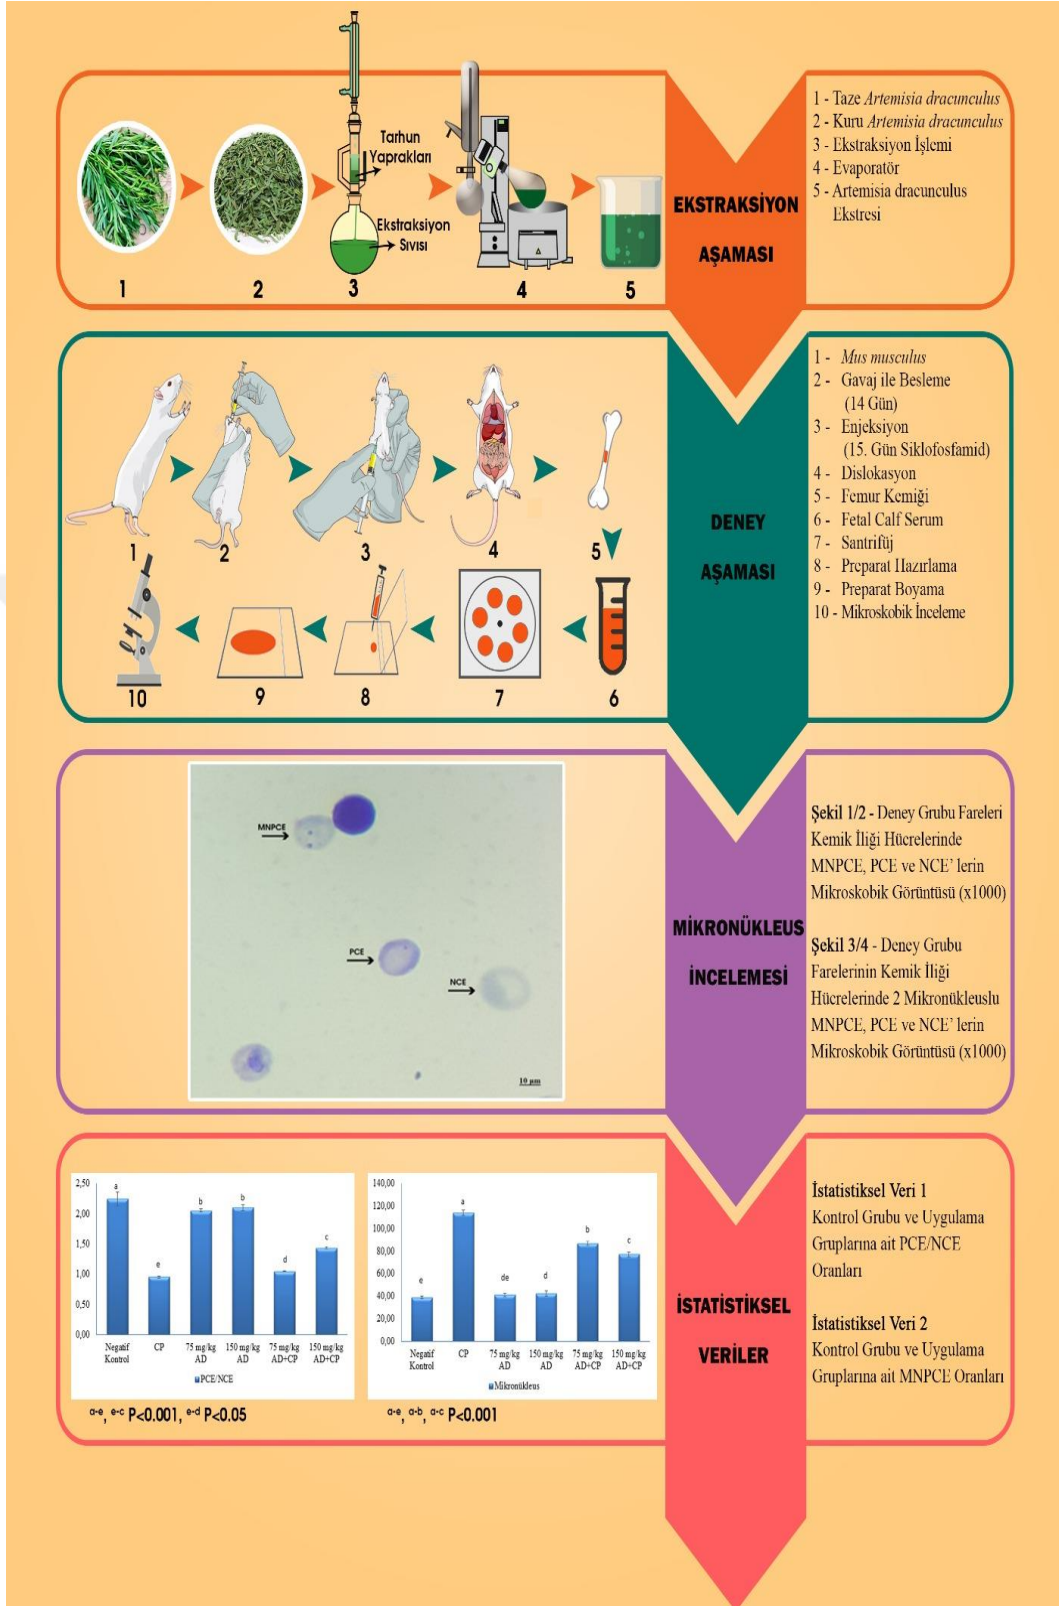 Tarhun
Yaprakları
Ekstraksiyon
Sıvısı
1
2
3
4
5
EKSTRAKSİYON
AŞAMASI
1 - Taze Artemisia dracunculus
2 - Kuru Artemisia dracunculus
3 - Ekstraksiyon İşlemi
4 - Evaporatör
5 - Artemisia dracunculus
Ekstresi
1
2
3
4
5
10
9
8
7
6
DENEY
AŞAMASI
1 - Mus musculus
2 - Gavaj ile Besleme
(14 Gün)
3 - Enjeksiyon
(15. Gün Siklofosfamid)
4 - Dislokasyon
5 - Femur Kemiği
6 - Fetal Calf Serum
7 - Santrifüj
8 - Preparat Hazırlama
9 - Preparat Boyama
10 - Mikroskobik İnceleme
MNPCE
PCE
NCE
10 µm
MİKRONÜKLEUS
İNCELEMESİ
Şekil 1/2 - Deney Grubu Fareleri
Kemik İliği Hücrelerinde
MNPCE, PCE ve NCE' lerin
Mikroskobik Görüntüsü (x1000)
Şekil 3/4 - Deney Grubu
Farelerinin Kemik İliği
Hücrelerinde 2 Mikronükleuslu
MNPCE, PCE ve NCE' lerin
Mikroskobik Görüntüsü (x1000)
2,50
2,00
1,50
1,00
0,50
0,00
a
e
b
b
d
c
Negatif Kontrol
CP
75 mg/kg AD
150 mg/kg AD
75 mg/kg AD+CP
150 mg/kg AD+CP
PCE/NCE
a-e, e-c P<0.001, e-d P<0.05
140,00
120,00
100,00
80,00
60,00
40,00
20,00
0,00
e
a
de
d
b
c
Negatif Kontrol
CP
75 mg/kg AD
150 mg/kg AD
75 mg/kg AD+CP
150 mg/kg AD+CP
Mikronükleus
a-e, a-b, a-c P<0.001
İSTATİSTİKSEL
VERİLER
İstatistiksel Veri 1
Kontrol Grubu ve Uygulama
Gruplarına ait PCE/NCE
Oranları
İstatistiksel Veri 2
Kontrol Grubu ve Uygulama
Gruplarına ait MNPCE Oranları